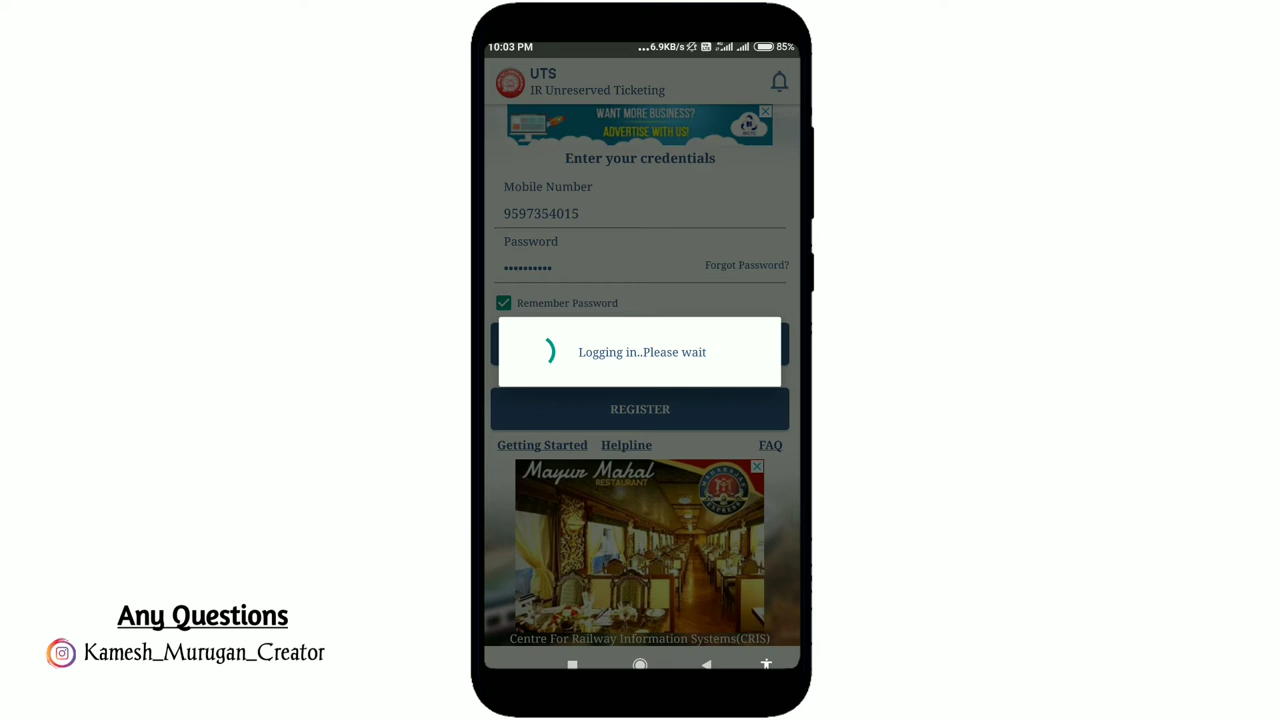 10:03 PM
...6.9KB/s
85%
UTS
IR Unreserved Ticketing
WANT MORE BUSINESS?
ADVERTISE WITH US!
Enter your credentials
Mobile Number
9597354015
Password
••••••••••
Forgot Password?
Remember Password
Logging in..Please wait
REGISTER
Getting Started Helpline FAQ
Mayur Mahal
RESTAURANT
Centre For Railway Information Systems(CRIS)
Any Questions
Kamesh_Murugan_Creator